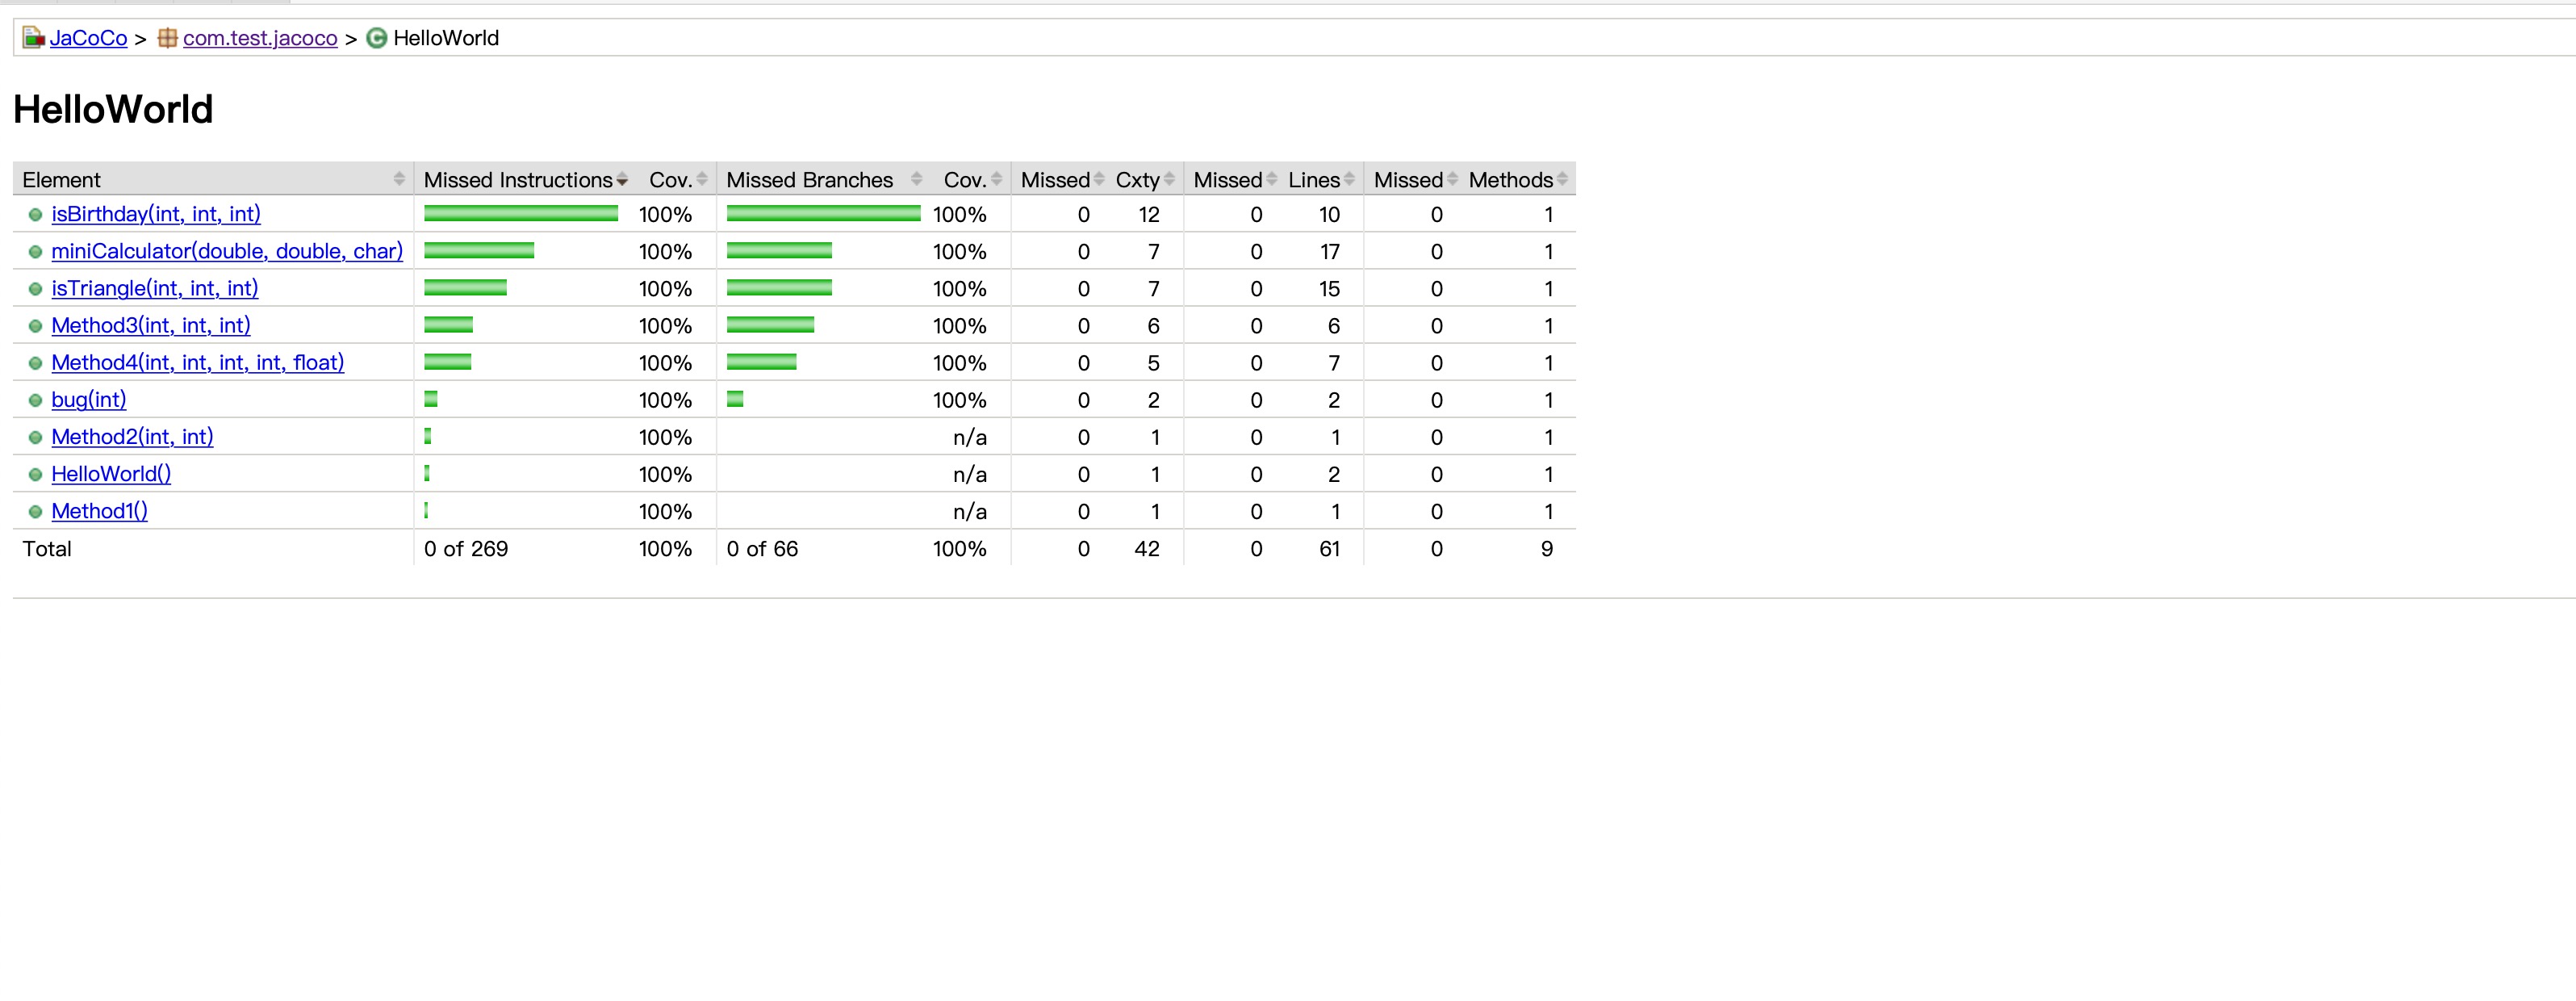 JaCoCo > com.test.jacoco > HelloWorld
HelloWorld
Element Missed Instructions Cov. Missed Branches Cov. Missed Cxty Missed Lines Missed Methods
isBirthday(int, int, int) 100% 100% 0 12 0 10 0 1
miniCalculator(double, double, char) 100% 100% 0 7 0 17 0 1
isTriangle(int, int, int) 100% 100% 0 7 0 15 0 1
Method3(int, int, int) 100% 100% 0 6 0 6 0 1
Method4(int, int, int, int, float) 100% 100% 0 5 0 7 0 1
bug(int) 100% 100% 0 2 0 2 0 1
Method2(int, int) 100% n/a 0 1 0 1 0 1
HelloWorld() 100% n/a 0 1 0 2 0 1
Method1() 100% n/a 0 1 0 1 0 1
Total 0 of 269 100% 0 of 66 100% 0 42 0 61 0 9